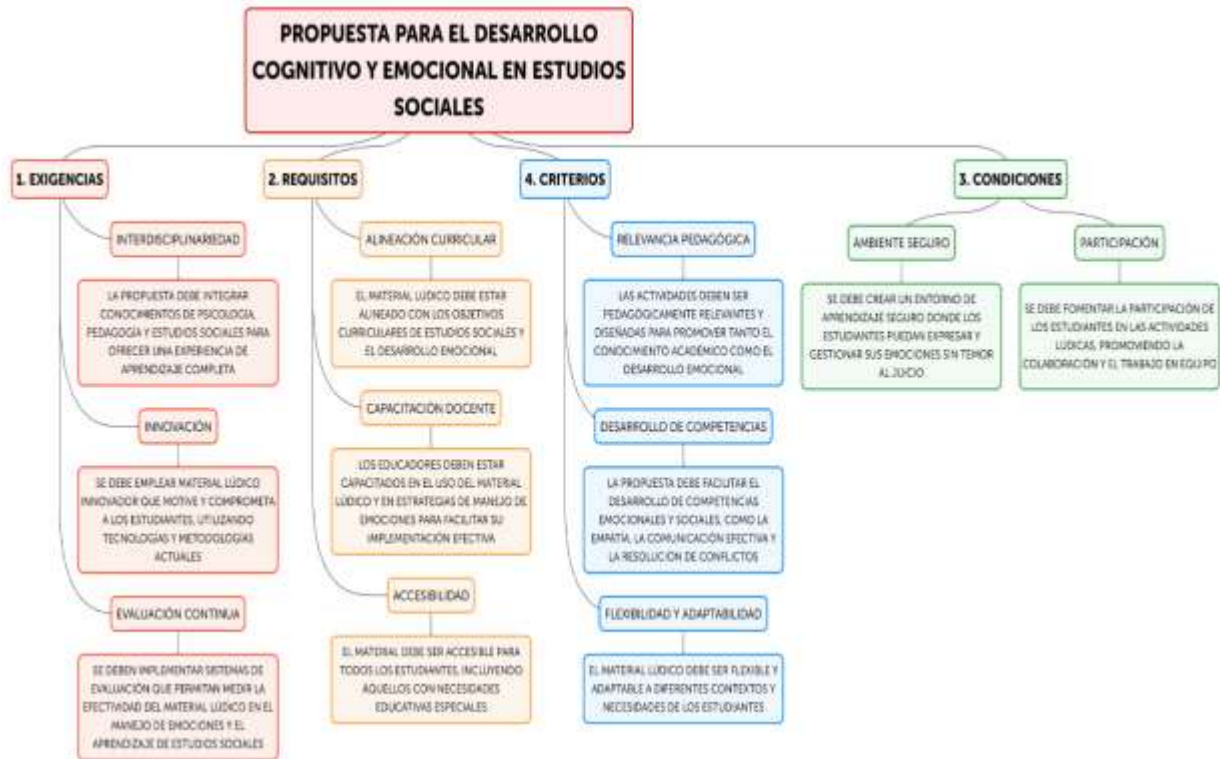 PROPUESTA PARA EL DESARROLLO
COGNITIVO Y EMOCIONAL EN ESTUDIOS
SOCIALES
1. EXIGENCIAS
INTERDISCIPLINARIEDAD
LA PROPUESTA DEBE INTEGRAR
CONOCIMIENTOS DE PSICOLOGÍA,
PEDAGOGÍA Y ESTUDIOS SOCIALES PARA
OFRECER UNA EXPERIENCIA DE
APRENDIZAJE COMPLETA
INNOVACIÓN
SE DEBE EMPLEAR MATERIAL LÚDICO
INNOVADOR QUE MOTIVE Y COMPROMETA
A LOS ESTUDIANTES, UTILIZANDO
TECNOLOGÍAS Y METODOLOGÍAS
ACTUALES
EVALUACIÓN CONTINUA
SE DEBEN IMPLEMENTAR SISTEMAS DE
EVALUACIÓN QUE PERMITAN MEDIR LA
EFECTIVIDAD DEL MATERIAL LÚDICO EN EL
MANEJO DE EMOCIONES Y EL
APRENDIZAJE DE ESTUDIOS SOCIALES
2. REQUISITOS
ALINEACIÓN CURRICULAR
EL MATERIAL LÚDICO DEBE ESTAR
ALINEADO CON LOS OBJETIVOS
CURRICULARES DE ESTUDIOS SOCIALES Y
EL DESARROLLO EMOCIONAL
CAPACITACIÓN DOCENTE
LOS EDUCADORES DEBEN ESTAR
CAPACITADOS EN EL USO DEL MATERIAL
LÚDICO Y EN ESTRATEGIAS DE MANEJO DE
EMOCIONES PARA FACILITAR SU
IMPLEMENTACIÓN EFECTIVA
ACCESIBILIDAD
EL MATERIAL DEBE SER ACCESIBLE PARA
TODOS LOS ESTUDIANTES, INCLUYENDO
AQUELLOS CON NECESIDADES
EDUCATIVAS ESPECIALES
4. CRITERIOS
RELEVANCIA PEDAGÓGICA
LAS ACTIVIDADES DEBEN SER
PEDAGÓGICAMENTE RELEVANTES Y
DISEÑADAS PARA PROMOVER TANTO EL
CONOCIMIENTO ACADÉMICO COMO EL
DESARROLLO EMOCIONAL
DESARROLLO DE COMPETENCIAS
LA PROPUESTA DEBE FACILITAR EL
DESARROLLO DE COMPETENCIAS
EMOCIONALES Y SOCIALES, COMO LA
EMPATÍA, LA COMUNICACIÓN EFECTIVA Y
LA RESOLUCIÓN DE CONFLICTOS
FLEXIBILIDAD Y ADAPTABILIDAD
EL MATERIAL LÚDICO DEBE SER FLEXIBLE Y
ADAPTABLE A DIFERENTES CONTEXTOS Y
NECESIDADES DE LOS ESTUDIANTES
3. CONDICIONES
AMBIENTE SEGURO
SE DEBE CREAR UN ENTORNO DE
APRENDIZAJE SEGURO DONDE LOS
ESTUDIANTES PUEDAN EXPRESAR Y
GESTIONAR SUS EMOCIONES SIN TEMOR
AL JUICIO
PARTICIPACIÓN
SE DEBE FOMENTAR LA PARTICIPACIÓN DE
LOS ESTUDIANTES EN LAS ACTIVIDADES
LÚDICAS, PROMOVIENDO LA
COLABORACIÓN Y EL TRABAJO EN EQUIPO